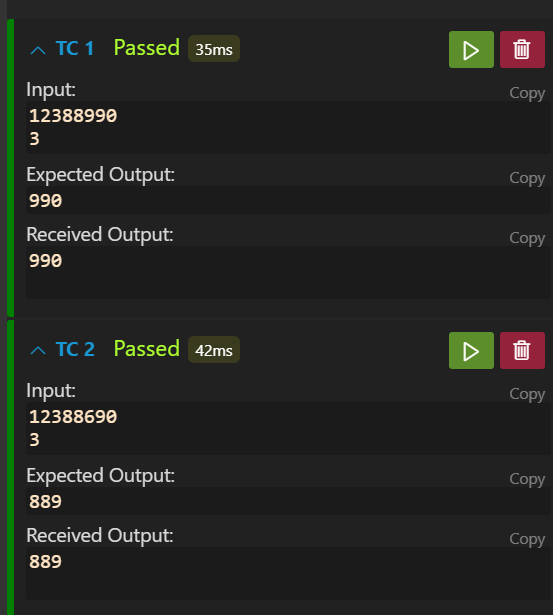 TC 1 Passed 35ms
Input:
Copy
12388990
3
Expected Output:
Copy
990
Received Output:
Copy
990
TC 2 Passed 42ms
Input:
Copy
12388690
3
Expected Output:
Copy
889
Received Output:
Copy
889